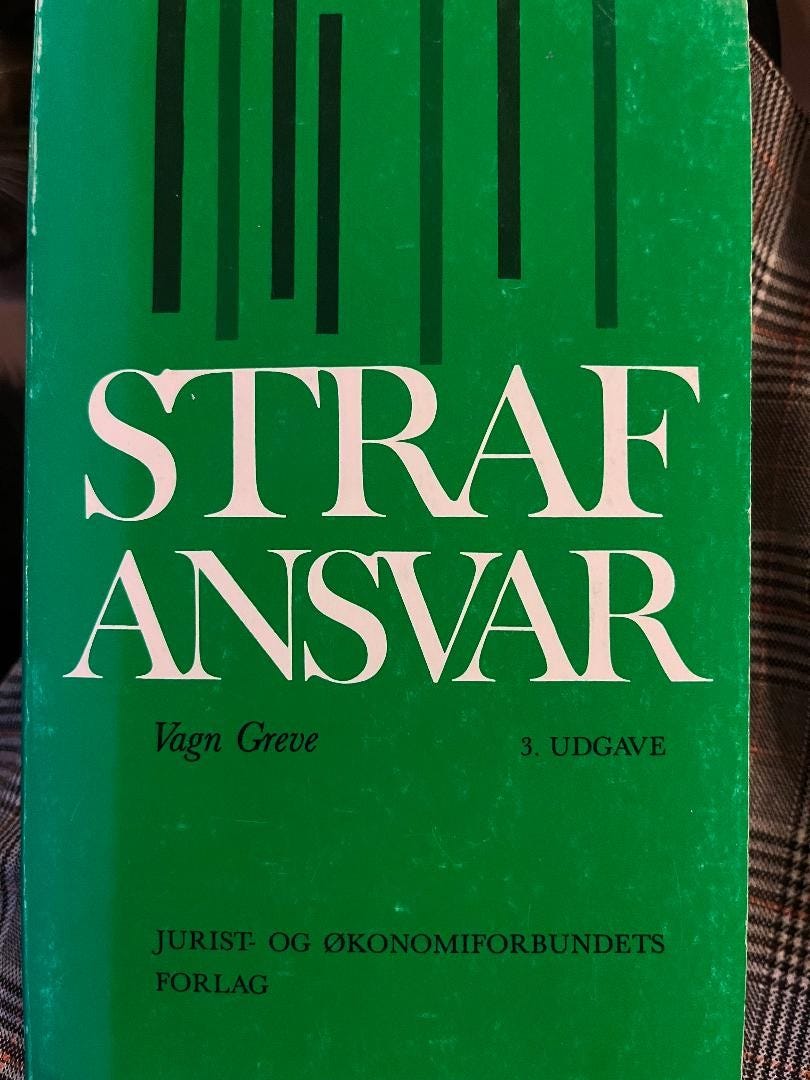 STRAF
ANSVAR
Vagn Greve 3. UDGAVE
JURIST- OG ØKONOMIFORBUNDETS
FORLAG